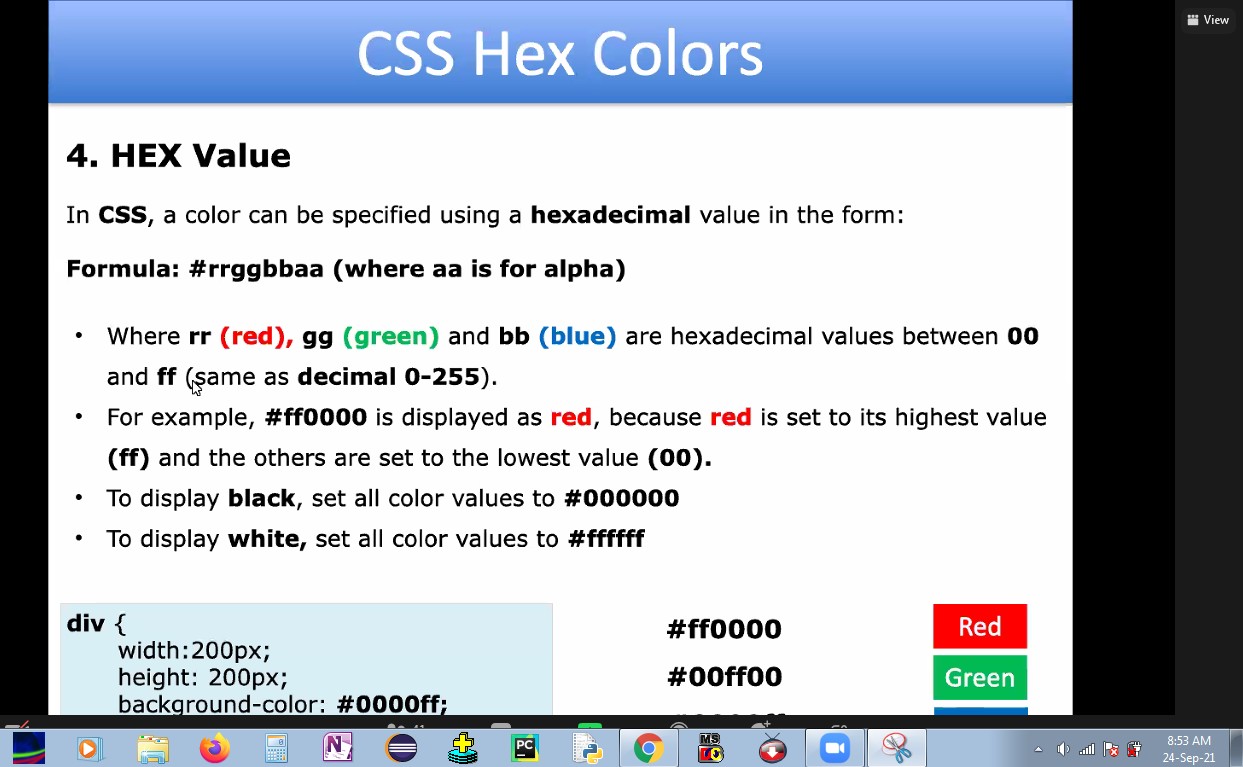 CSS Hex Colors
View
4. HEX Value
In CSS, a color can be specified using a hexadecimal value in the form:
Formula: #rrggbbaa (where aa is for alpha)
• Where rr (red), gg (green) and bb (blue) are hexadecimal values between 00
and ff (same as decimal 0-255).
• For example, #ff0000 is displayed as red, because red is set to its highest value
(ff) and the others are set to the lowest value (00).
• To display black, set all color values to #000000
• To display white, set all color values to #ffffff
div {
width:200px;
height: 200px;
background-color: #0000ff;
#ff0000
Red
#00ff00
Green
N
PC
MS
8:53 AM
24-Sep-21